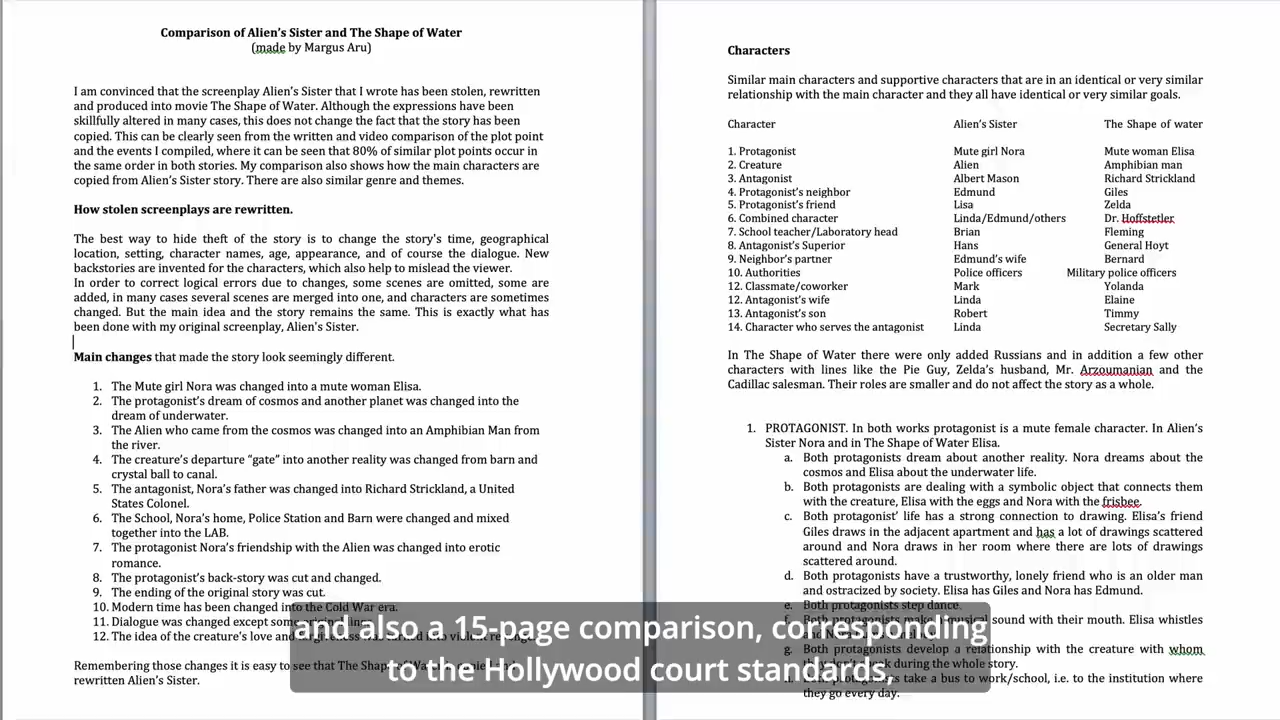 Comparison of Alien's Sister and The Shape of Water
(made by Margus Aru)
I am convinced that the screenplay Alien's Sister that I wrote has been stolen, rewritten
and produced into movie The Shape of Water. Although the expressions have been
skillfully altered in many cases, this does not change the fact that the story has been
copied. This can be clearly seen from the written and video comparison of the plot point
and the events I compiled, where it can be seen that 80% of similar plot points occur in
the same order in both stories. My comparison also shows how the main characters are
copied from Alien's Sister story. There are also similar genre and themes.
How stolen screenplays are rewritten.
The best way to hide theft of the story is to change the story's time, geographical
location, setting, character names, age, appearance, and of course the dialogue. New
backstories are invented for the characters, which also help to mislead the viewer.
In order to correct logical errors due to changes, some scenes are omitted, some are
added, in many cases several scenes are merged into one, and characters are sometimes
changed. But the main idea and the story remains the same. This is exactly what has
been done with my original screenplay, Alien's Sister.
Main changes that made the story look seemingly different.
1. The Mute girl Nora was changed into a mute woman Elisa.
2. The protagonist's dream of cosmos and another planet was changed into the
dream of underwater.
3. The Alien who came from the cosmos was changed into an Amphibian Man from
the river.
4. The creature's departure "gate" into another reality was changed from barn and
crystal ball to canal.
5. The antagonist, Nora's father was changed into Richard Strickland, a United
States Colonel.
6. The School, Nora's home, Police Station and Barn were changed and mixed
together into the LAB.
7. The protagonist Nora's friendship with the Alien was changed into erotic
romance.
8. The protagonist's back-story was cut and changed.
9. The ending of the original story was cut.
10. Modern time has been changed into the Cold War era.
11. Dialogue was changed except some
12. The idea of the creature's love and
Remembering those changes it is easy to see that The
rewritten Alien's Sister.
Characters
Similar main characters and supportive characters that are in an identical or very similar
relationship with the main character and they all have identical or very similar goals.
Character Alien's Sister The Shape of water
1. Protagonist Mute girl Nora Mute woman Elisa
2. Creature Alien Amphibian man
3. Antagonist Albert Mason Richard Strickland
4. Protagonist's neighbor Edmund Giles
5. Protagonist's friend Lisa Zelda
6. Combined character Linda/Edmund/others Dr. Hoffstetler
7. School teacher/Laboratory head Brian Fleming
8. Antagonist's Superior Hans General Hoyt
9. Neighbor's partner Edmund's wife Bernard
10. Authorities Police officers Military police officers
12. Classmate/coworker Mark Yolanda
12. Antagonist's wife Linda Elaine
13. Antagonist's son Robert Timmy
14. Character who serves the antagonist Linda Secretary Sally
In The Shape of Water there were only added Russians and in addition a few other
characters with lines like the Pie Guy, Zelda's husband, Mr. Arzoumanian and the
Cadillac salesman. Their roles are smaller and do not affect the story as a whole.
1. PROTAGONIST. In both works protagonist is a mute female character. In Alien's
Sister Nora and in The Shape of Water Elisa.
a. Both protagonists dream about another reality. Nora dreams about the
cosmos and Elisa about the underwater life.
b. Both protagonists are dealing with a symbolic object that connects them
with the creature, Elisa with the eggs and Nora with the frisbee.
c. Both protagonist' life has a strong connection to drawing. Elisa's friend
Giles draws in the adjacent apartment and has a lot of drawings scattered
around and Nora draws in her room where there are lots of drawings
scattered around.
d. Both protagonists have a trustworthy, lonely friend who is an older man
and ostracized by society. Elisa has Giles and Nora has Edmund.
e. Both protagonists step dance.
sound with their mouth. Elisa whistles
g. Both protagonists develop a relationship with the creature with whom
during the whole story.
take a bus to work/school, i.e. to the institution where
they go every day.
and also a 15-page comparison, corresponding
to the Hollywood court standards,